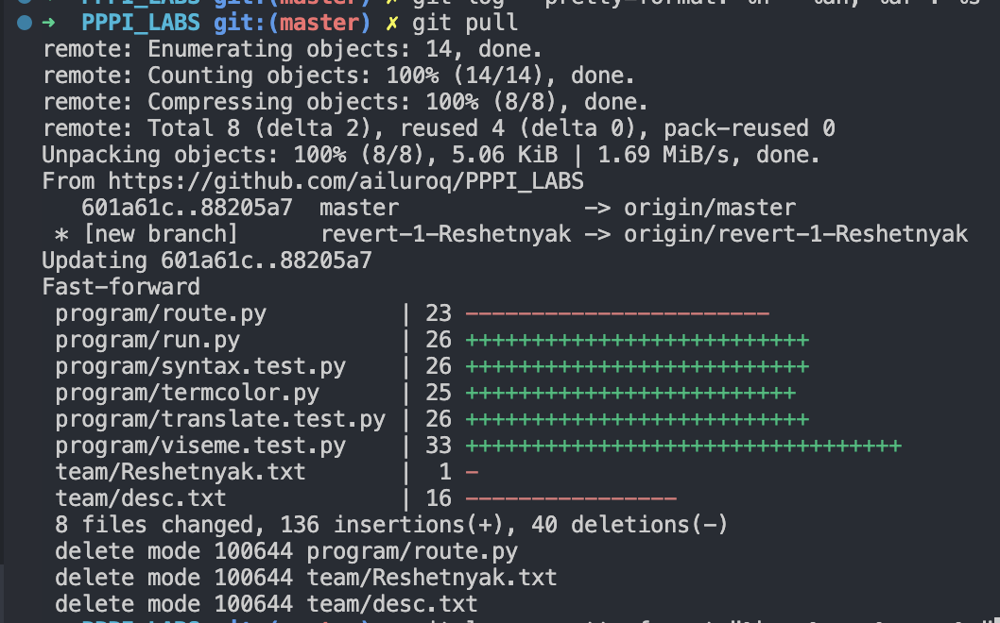 ➜ PPPI_LABS git:(master) ✗ git pull
remote: Enumerating objects: 14, done.
remote: Counting objects: 100% (14/14), done.
remote: Compressing objects: 100% (8/8), done.
remote: Total 8 (delta 2), reused 4 (delta 0), pack-reused 0
Unpacking objects: 100% (8/8), 5.06 KiB | 1.69 MiB/s, done.
From https://github.com/ailuroq/PPPI_LABS
   601a61c..88205a7  master              -> origin/master
 * [new branch]      revert-1-Reshetnyak -> origin/revert-1-Reshetnyak
Updating 601a61c..88205a7
Fast-forward
 program/route.py          | 23 -----------------------
 program/run.py            | 26 ++++++++++++++++++++++++++
 program/syntax.test.py    | 26 ++++++++++++++++++++++++++
 program/termcolor.py      | 25 +++++++++++++++++++++++++
 program/translate.test.py | 26 ++++++++++++++++++++++++++
 program/viseme.test.py    | 33 +++++++++++++++++++++++++++++++++
 team/Reshetnyak.txt       |  1 -
 team/desc.txt             | 16 ----------------
 8 files changed, 136 insertions(+), 40 deletions(-)
 delete mode 100644 program/route.py
 delete mode 100644 team/Reshetnyak.txt
 delete mode 100644 team/desc.txt